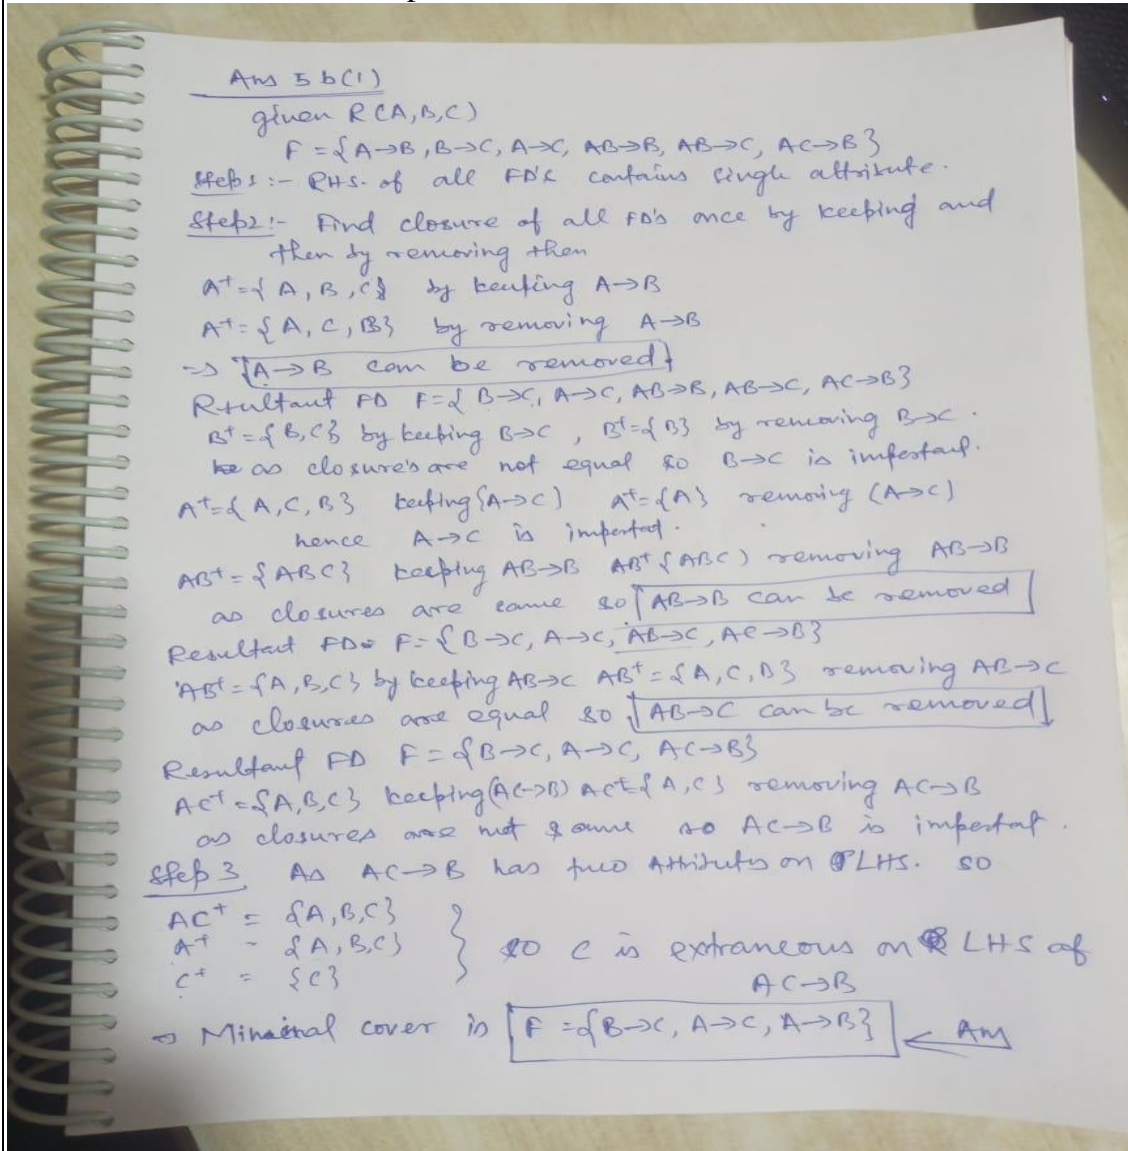 Ans 5 b(1)
given R(A,B,C)
F = {A→B, B→C, A→C, AB→B, AB→C, AC→B}
Step1 :- RHS. of all FD's contains single attribute.
Step2:- Find closure of all FD's once by keeping and
then by removing then
A⁺={ A, B, C} by keeping A→B
A⁺= {A, C, B} by removing A→B
⇒ A→B can be removed
Resultant FD F={ B→C, A→C, AB→B, AB→C, AC→B}
B⁺={B,C} by keeping B→C , B⁺={B} by removing B→C .
as closure's are not equal so B→C is important.
A⁺={ A, C, B} keeping (A→C) A⁺={A} removing (A→C)
hence A→C is importat.
AB⁺= {ABC} keeping AB→B AB⁺ {ABC) removing AB→B
as closures are same so AB→B can be removed
Resultant FD F={B→C, A→C, AB→C, AC→B}
AB⁺={A,B,C} by keeping AB→C AB⁺={A,C,B} removing AB→C
as closures are equal so AB→C can be removed
Resultant FD F={B→C, A→C, AC→B}
AC⁺={A,B,C} keeping (AC→B) AC⁺={A,C} removing AC→B
as closures are not same so AC→B is importat .
Step 3 As AC→B has two Attributs on LHS. so
AC⁺ = {A,B,C}
A⁺ = {A,B,C} } so C is extraneous on LHS of
C⁺ = {C}
AC→B
⇒ Minimal cover is F={B→C, A→C, A→B} ← Ans